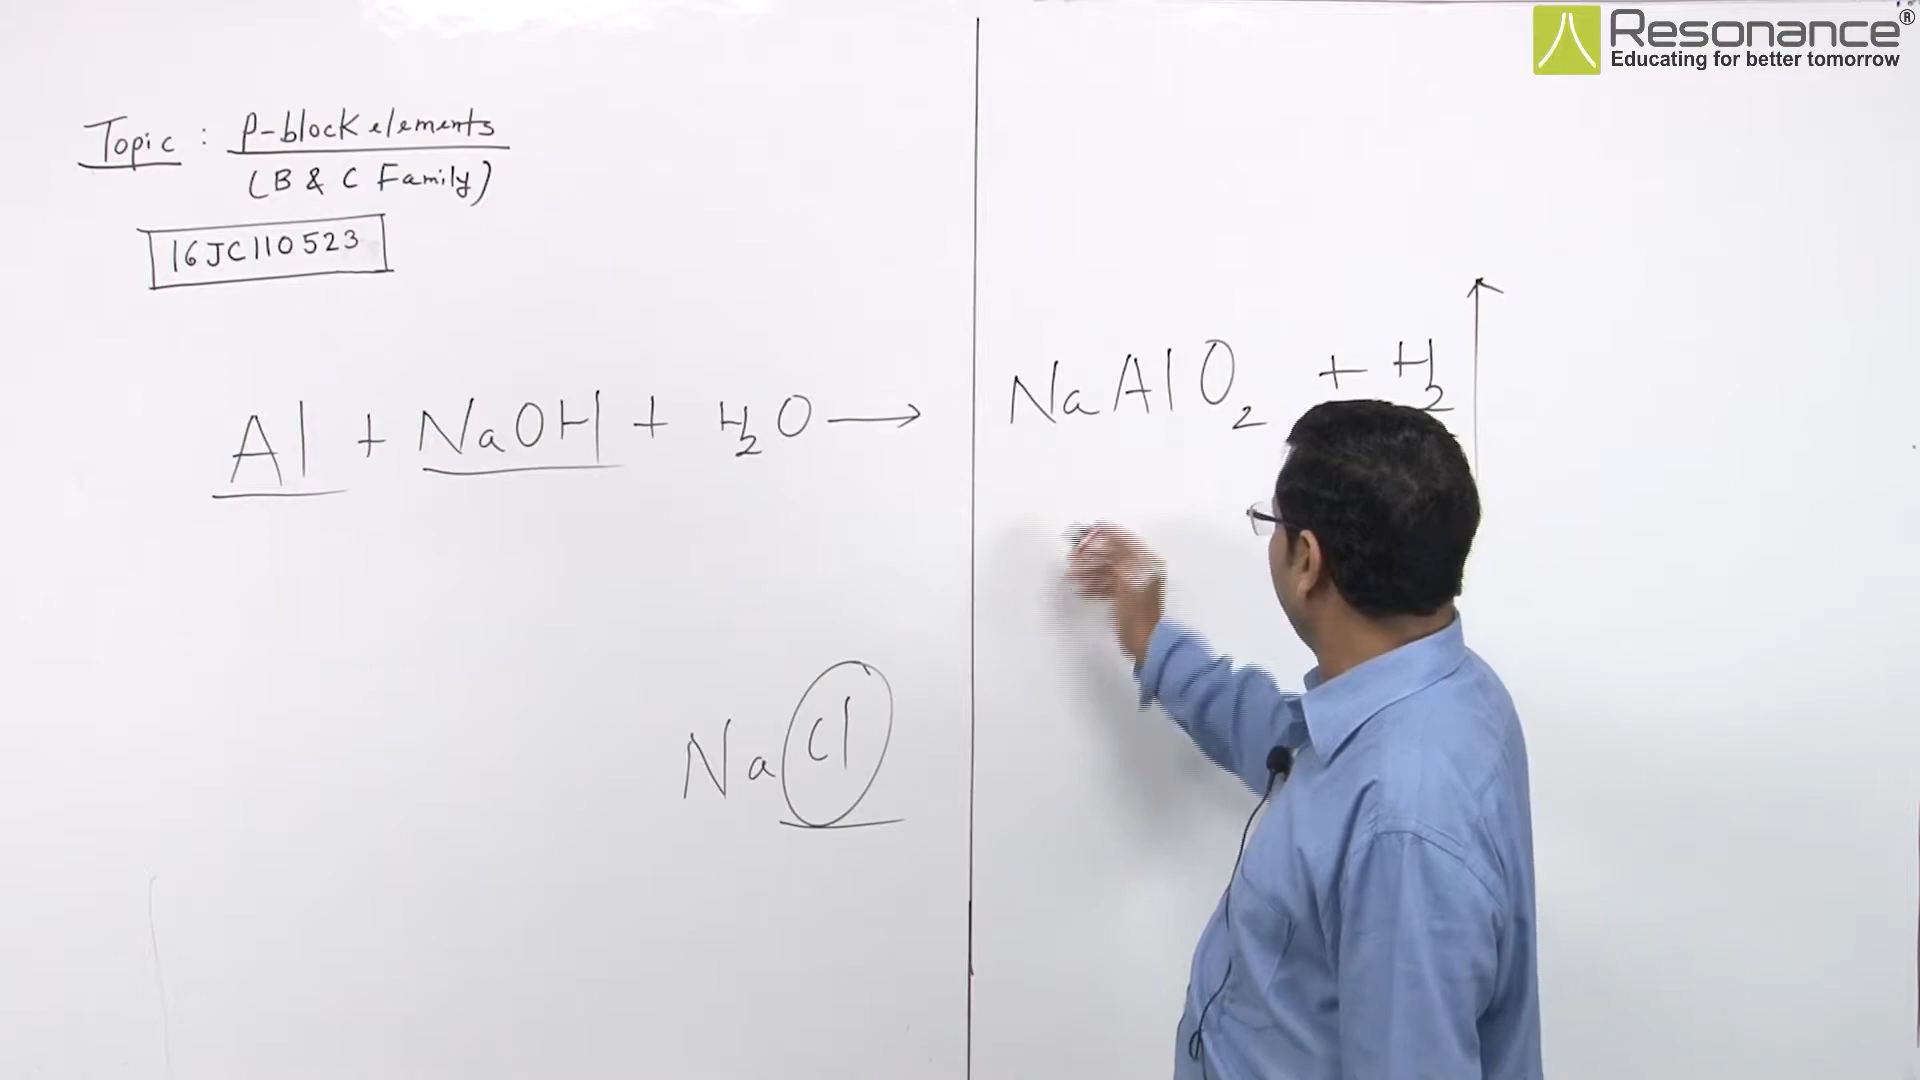 Resonance®
Educating for better tomorrow
Topic : p-block elements
(B & C Family)
16JC110523
Al + NaOH + H₂O → NaAlO₂ + H₂ ↑
NaCl